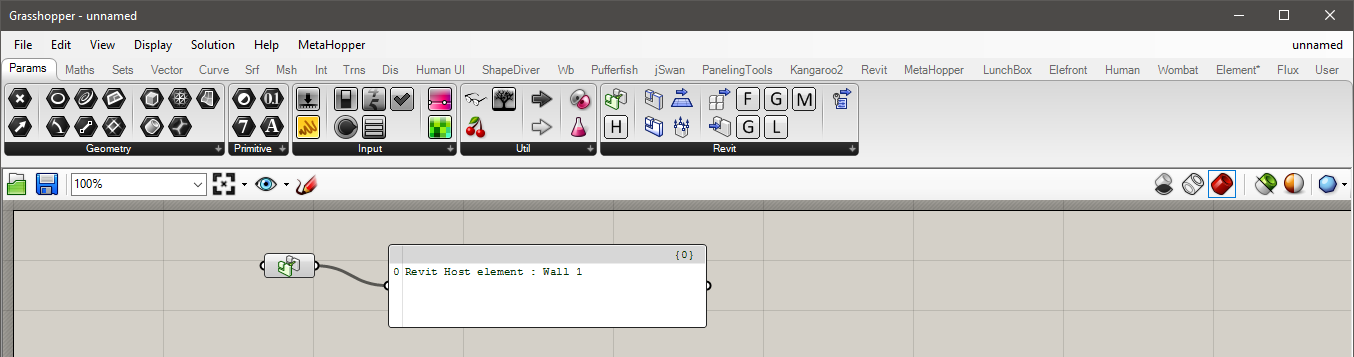 Grasshopper - unnamed
File Edit View Display Solution Help MetaHopper unnamed
Params Maths Sets Vector Curve Srf Msh Int Trns Dis Human UI ShapeDiver Wb Pufferfish jSwan PanelingTools Kangaroo2 Revit MetaHopper LunchBox Elefront Human Wombat Element* Flux User
0.1 F G M
7 A H G L
Geometry Primitive Input Util Revit
100%
{0}
0 Revit Host element : Wall 1